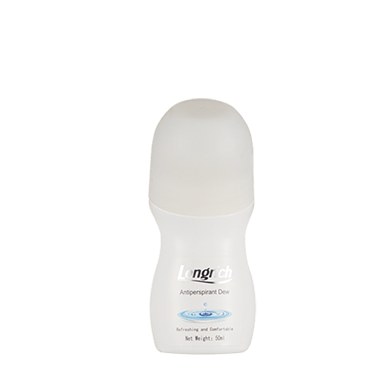 Longrich
Antiperspirant Dew
Refreshing and Comfortable
Net Weight: 50ml